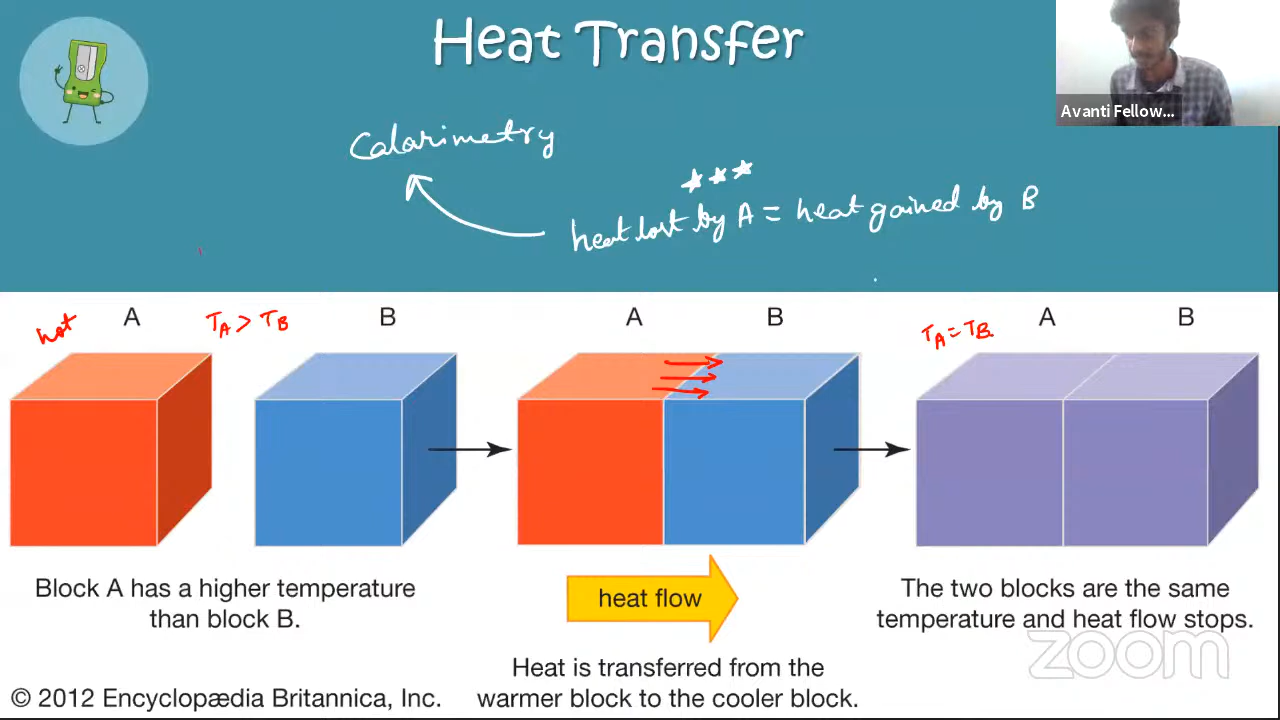 Heat Transfer
Avanti Fellow...
Calarimetry
★★★
heat lost by A = heat gained by B
hot
A
TA > TB
B
A
B
TA = TB
A
B
heat flow
Block A has a higher temperature
than block B.
Heat is transferred from the
warmer block to the cooler block.
The two blocks are the same
temperature and heat flow stops.
zoom
© 2012 Encyclopædia Britannica, Inc.